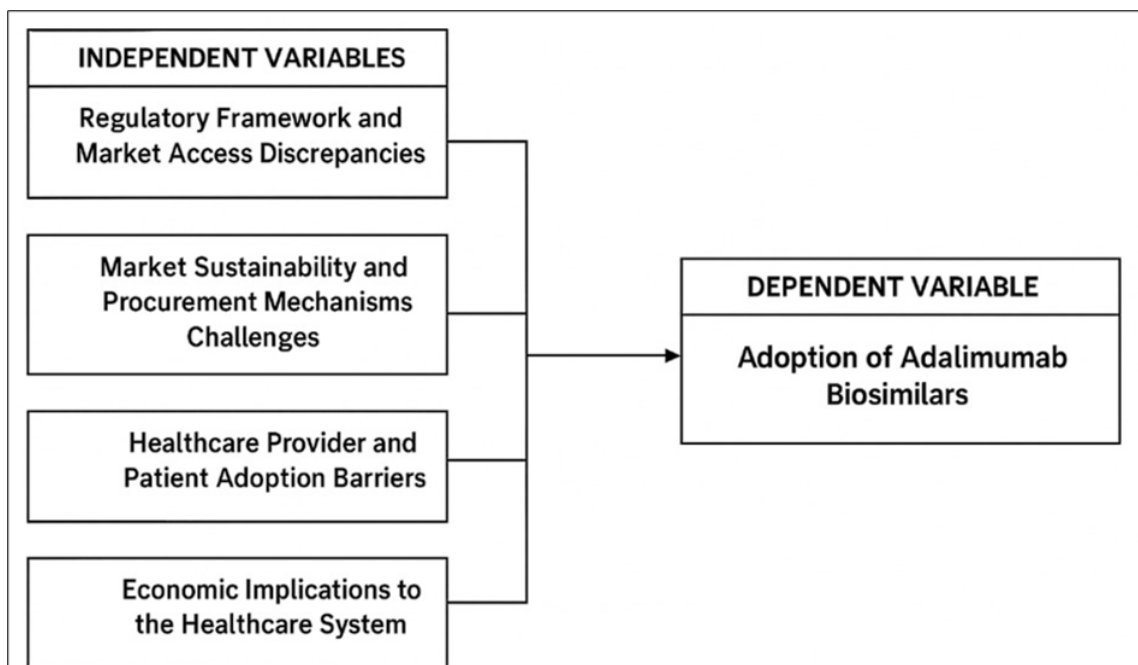 INDEPENDENT VARIABLES
Regulatory Framework and
Market Access Discrepancies
Market Sustainability and
Procurement Mechanisms
Challenges
Healthcare Provider and
Patient Adoption Barriers
Economic Implications to
the Healthcare System
DEPENDENT VARIABLE
Adoption of Adalimumab
Biosimilars